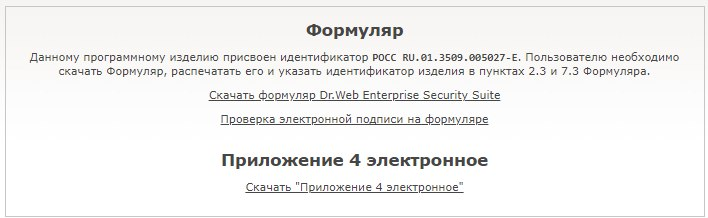 Формуляр
Данному программному изделию присвоен идентификатор РОСС RU.01.3509.005027-E. Пользователю необходимо
скачать Формуляр, распечатать его и указать идентификатор изделия в пунктах 2.3 и 7.3 Формуляра.
Скачать формуляр Dr.Web Enterprise Security Suite
Проверка электронной подписи на формуляре
Приложение 4 электронное
Скачать "Приложение 4 электронное"